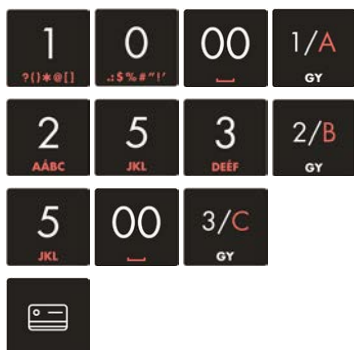 1 0 00 1/A
?()*@[] .:$%#"!' GY
2 5 3 2/B
AÁBC JKL DEÉF GY
5 00 3/C
JKL GY